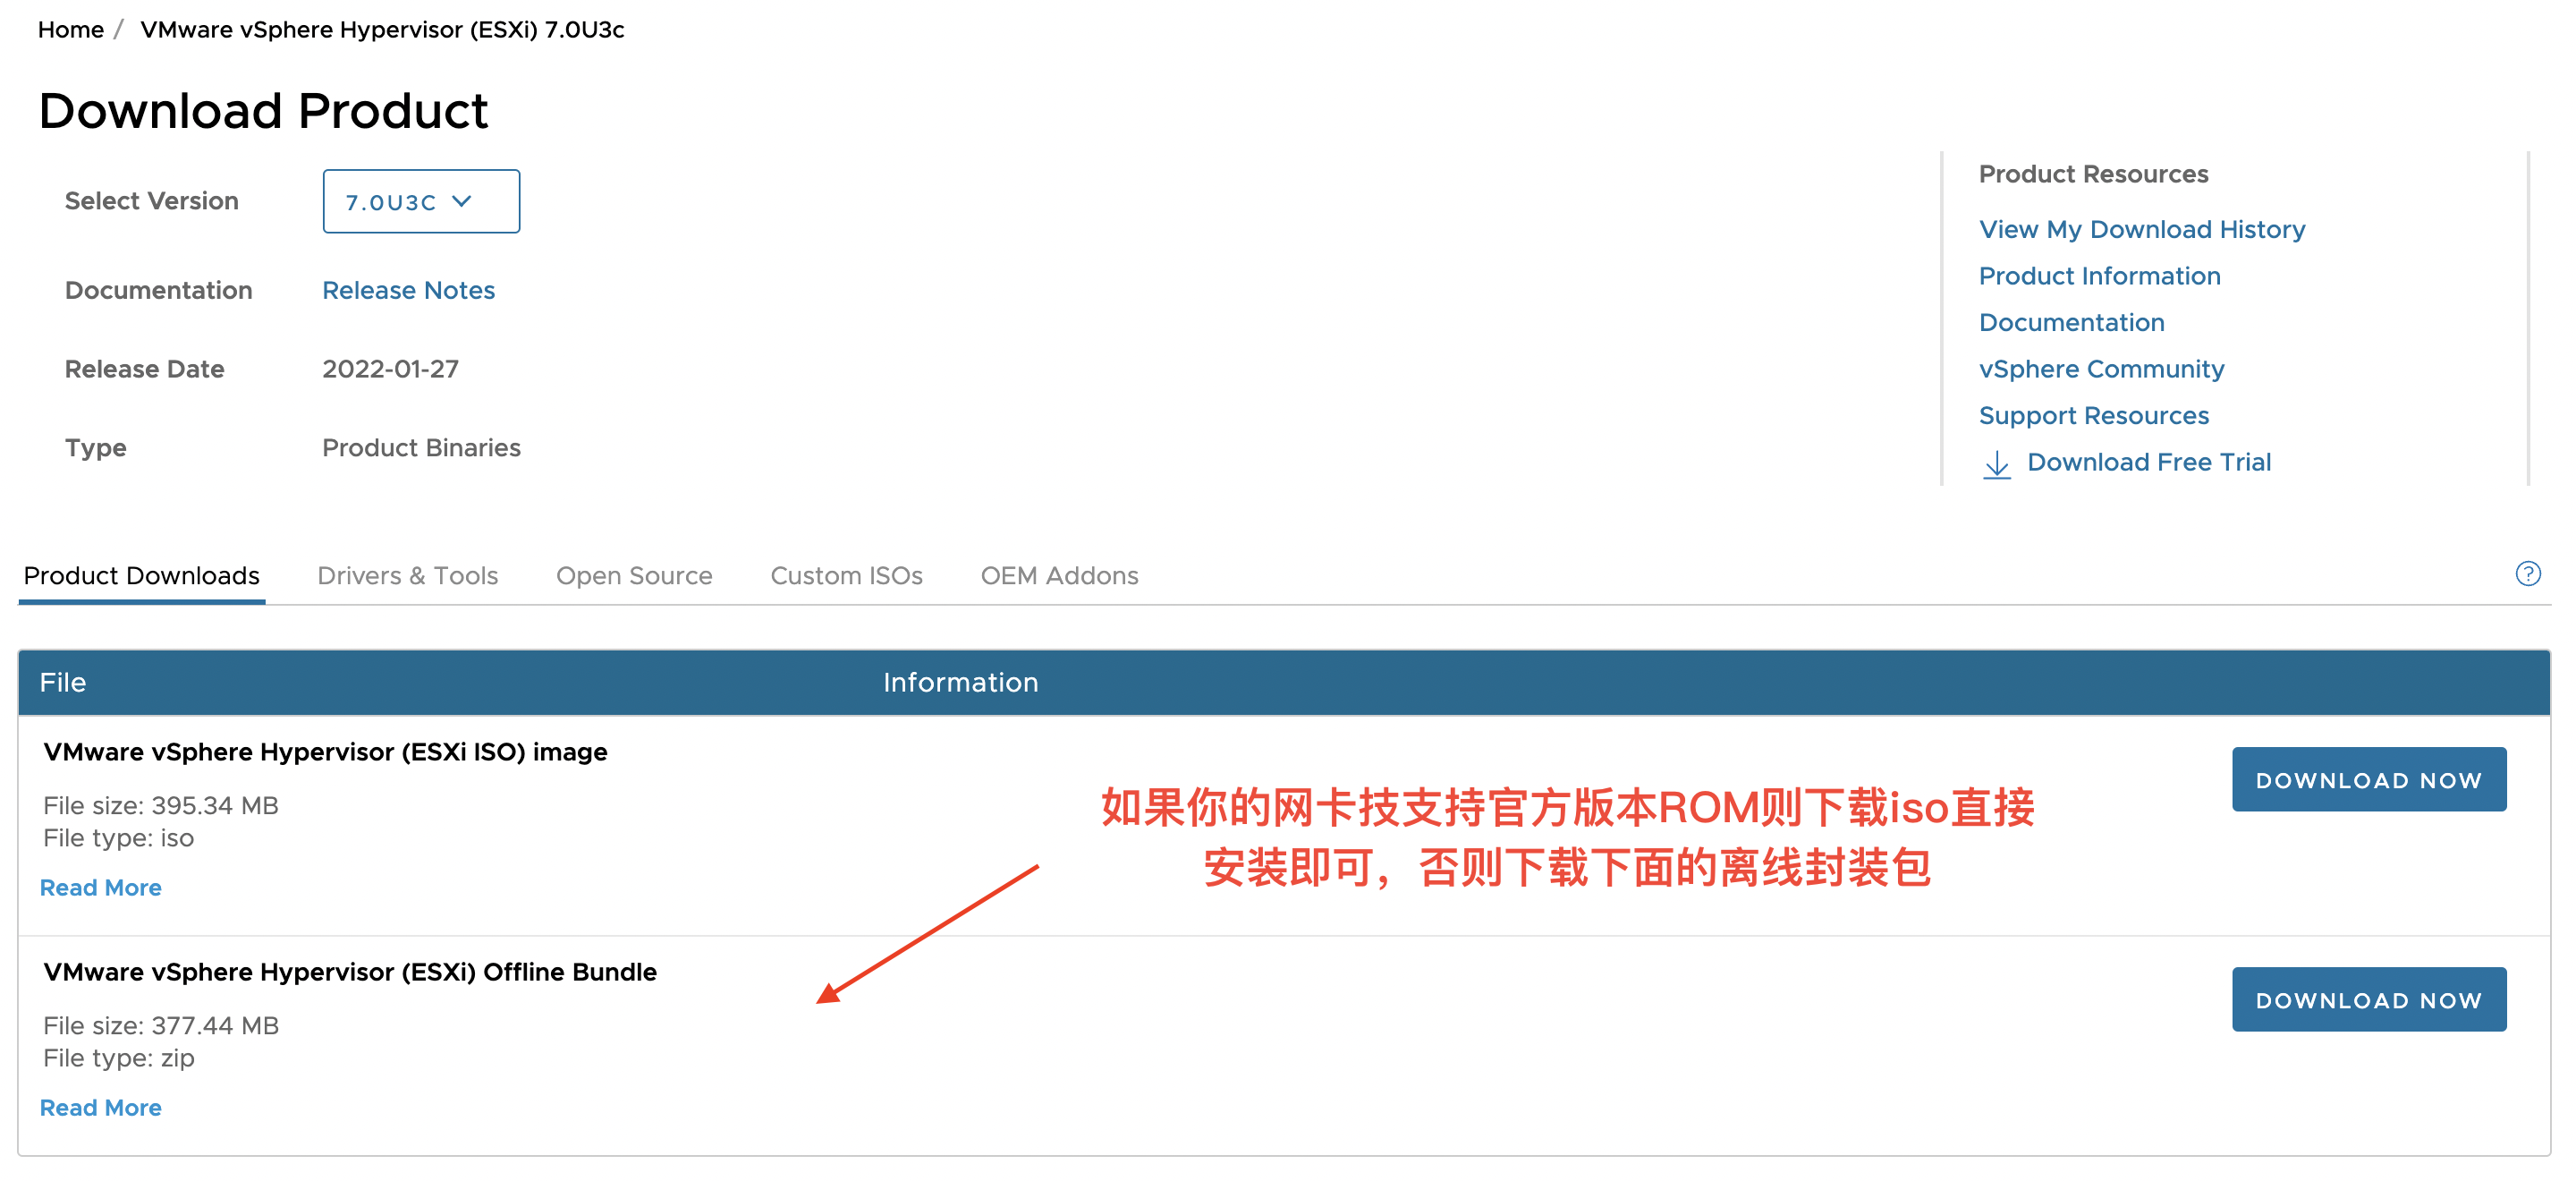 Home / VMware vSphere Hypervisor (ESXi) 7.0U3c
Download Product
Select Version 7.0U3C
Documentation Release Notes
Release Date 2022-01-27
Type Product Binaries
Product Resources
View My Download History
Product Information
Documentation
vSphere Community
Support Resources
Download Free Trial
Product Downloads Drivers & Tools Open Source Custom ISOs OEM Addons ?
File Information
VMware vSphere Hypervisor (ESXi ISO) image
File size: 395.34 MB
File type: iso
Read More
DOWNLOAD NOW
如果你的网卡技支持官方版本ROM则下载iso直接
安装即可，否则下载下面的离线封装包
VMware vSphere Hypervisor (ESXi) Offline Bundle
File size: 377.44 MB
File type: zip
Read More
DOWNLOAD NOW